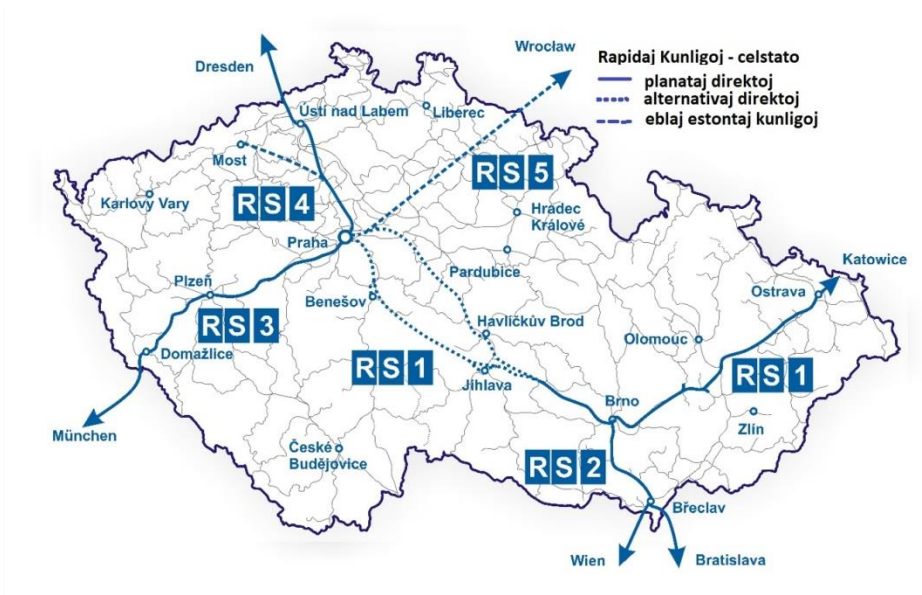 Wrocław
Rapidaj Kunligoj - celstato
planataj direktoj
alternativaj direktoj
eblaj estontaj kunligoj
Dresden
Ústí nad Labem
Liberec
Most
RS 5
Karlovy Vary
RS 4
Hradec
Králové
Praha
Pardubice
Katowice
Plzeň
Benešov
Ostrava
RS 3
Havlíčkův Brod
Olomouc
Domažlice
RS 1
Jihlava
RS 1
Brno
Zlín
München
České
Budějovice
RS 2
Břeclav
Wien
Bratislava